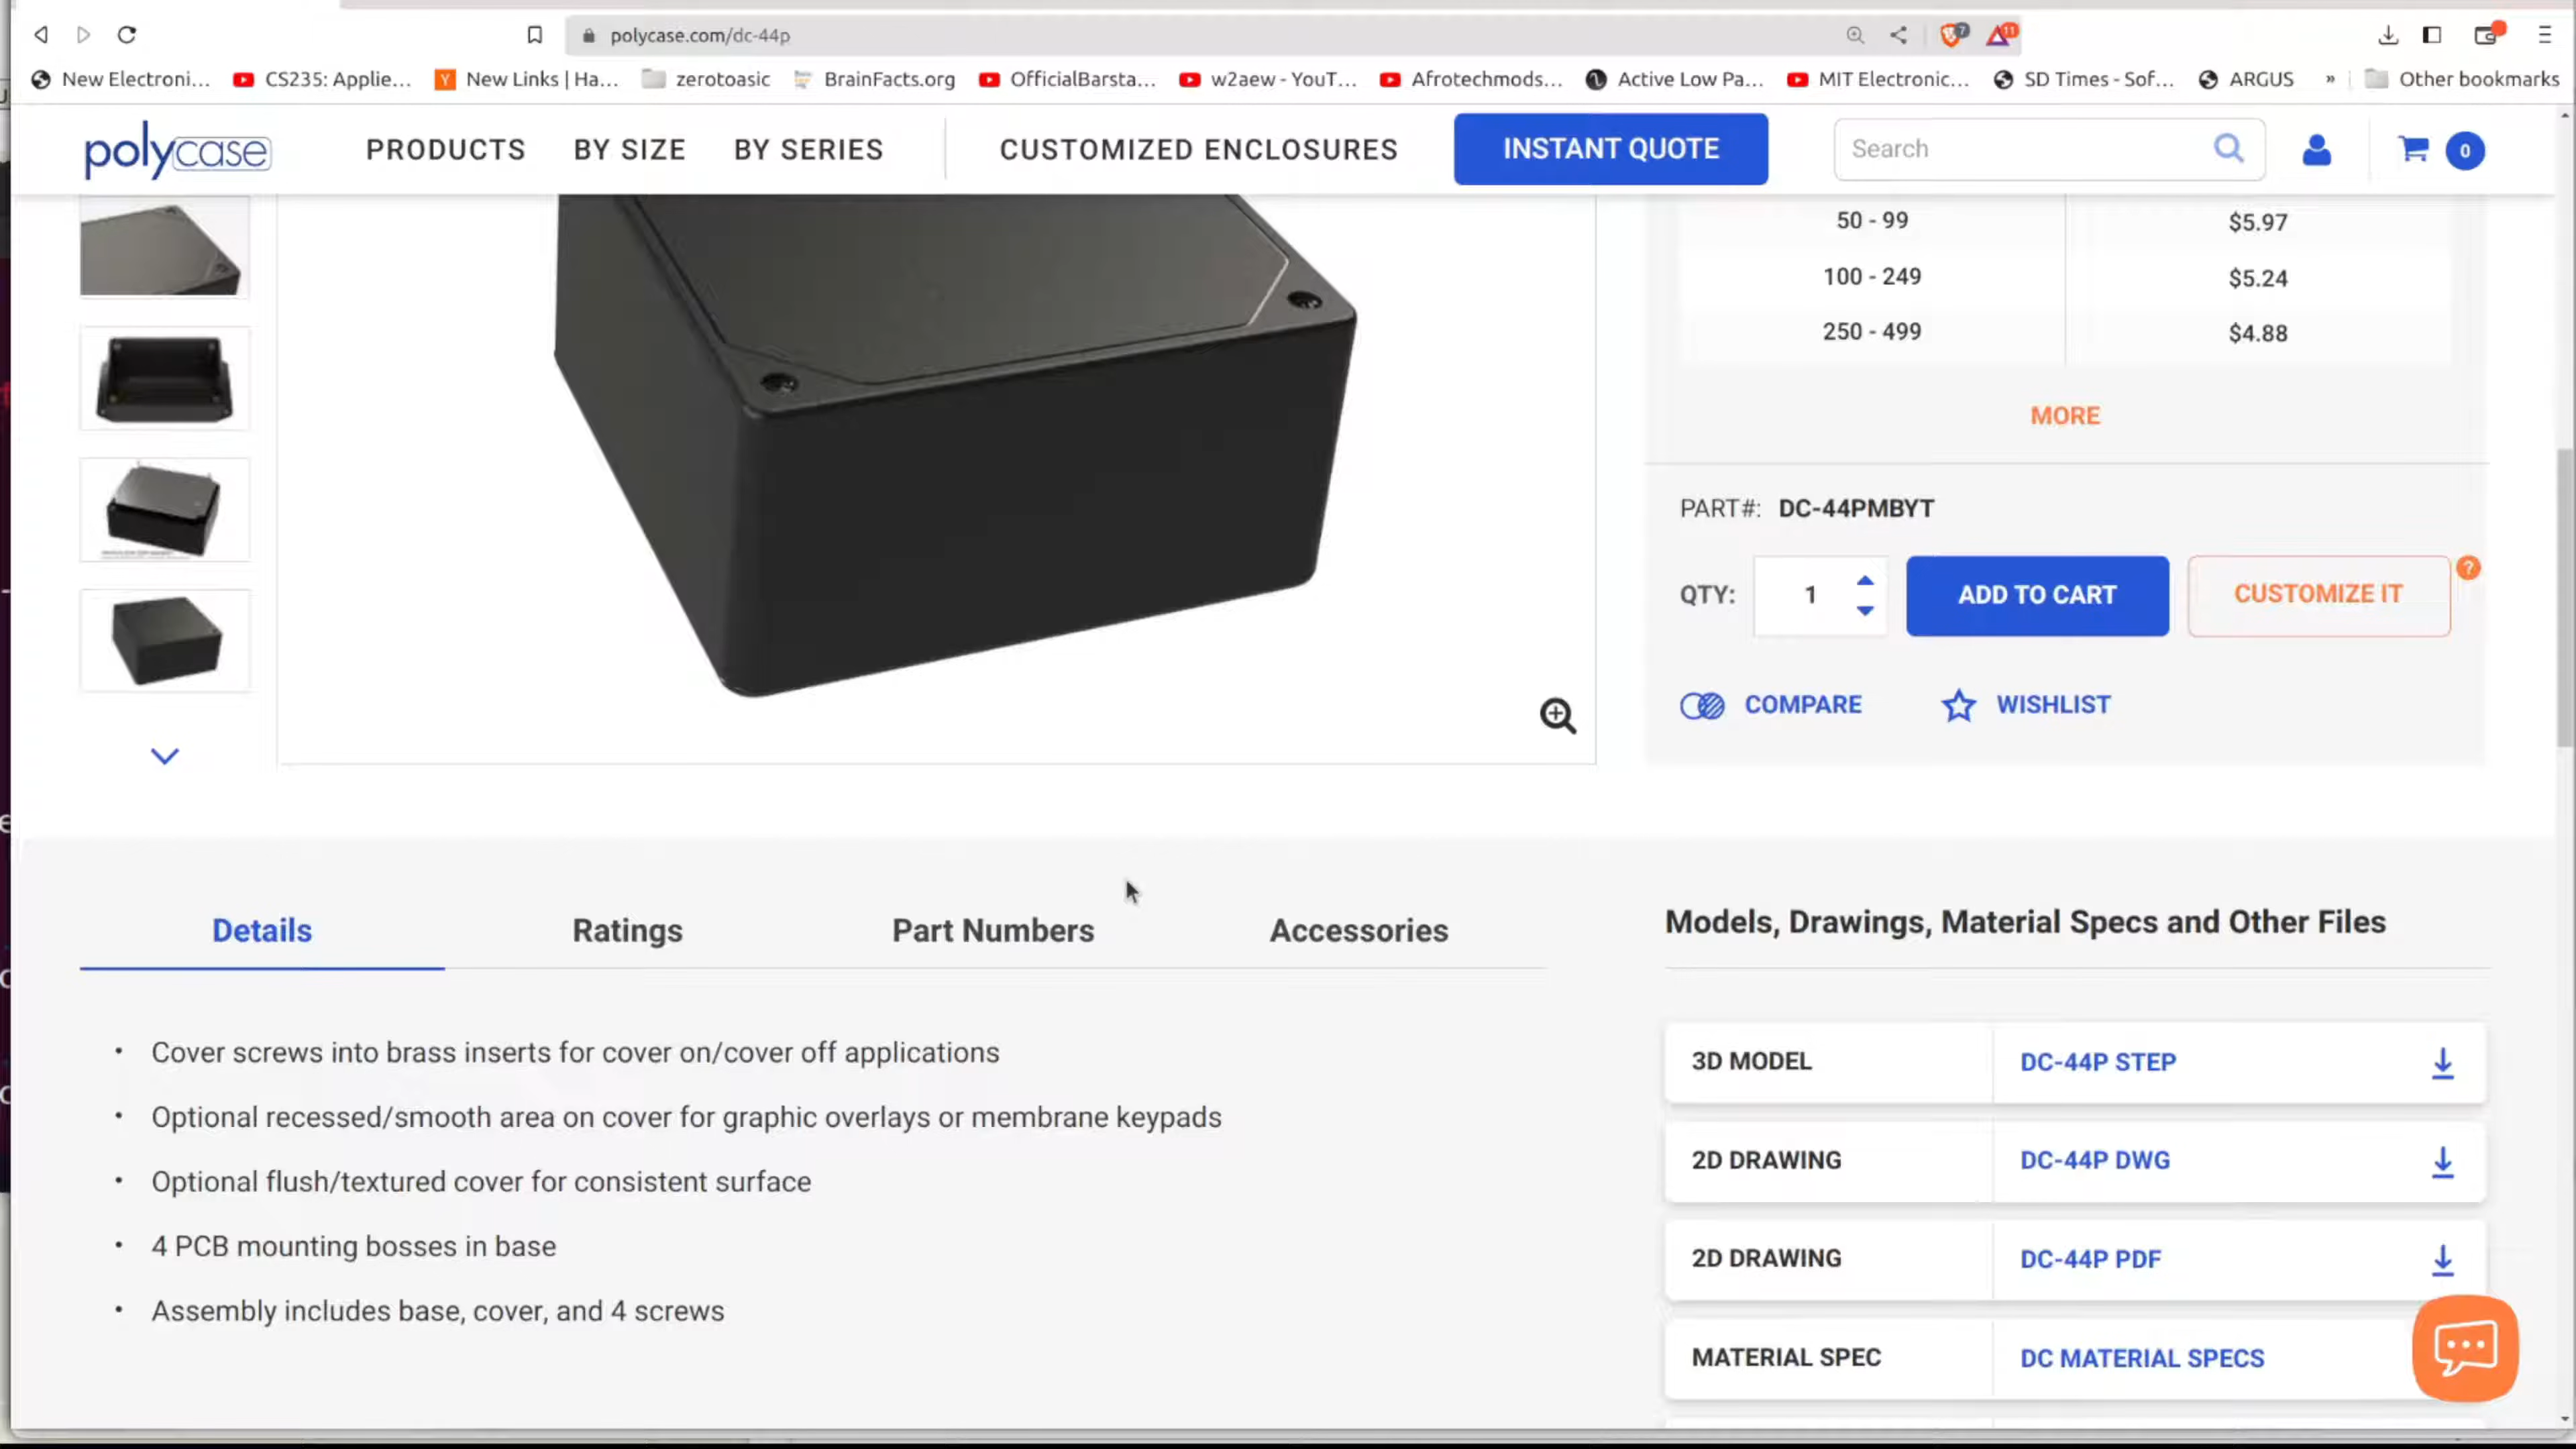 polycase.com/dc-44p
7
11
New Electroni...
CS235: Applie...
New Links | Ha...
zerotoasic
BrainFacts.org
OfficialBarsta...
w2aew - YouT...
Afrotechmods...
Active Low Pa...
MIT Electronic...
SD Times - Sof...
ARGUS
»
Other bookmarks
polycase
PRODUCTS
BY SIZE
BY SERIES
CUSTOMIZED ENCLOSURES
INSTANT QUOTE
Search
0
50 - 99 $5.97
100 - 249 $5.24
250 - 499 $4.88
MORE
PART#: DC-44PMBYT
QTY: 1
ADD TO CART
CUSTOMIZE IT
?
COMPARE
WISHLIST
Details
Ratings
Part Numbers
Accessories
• Cover screws into brass inserts for cover on/cover off applications
• Optional recessed/smooth area on cover for graphic overlays or membrane keypads
• Optional flush/textured cover for consistent surface
• 4 PCB mounting bosses in base
• Assembly includes base, cover, and 4 screws
Models, Drawings, Material Specs and Other Files
3D MODEL DC-44P STEP
2D DRAWING DC-44P DWG
2D DRAWING DC-44P PDF
MATERIAL SPEC DC MATERIAL SPECS